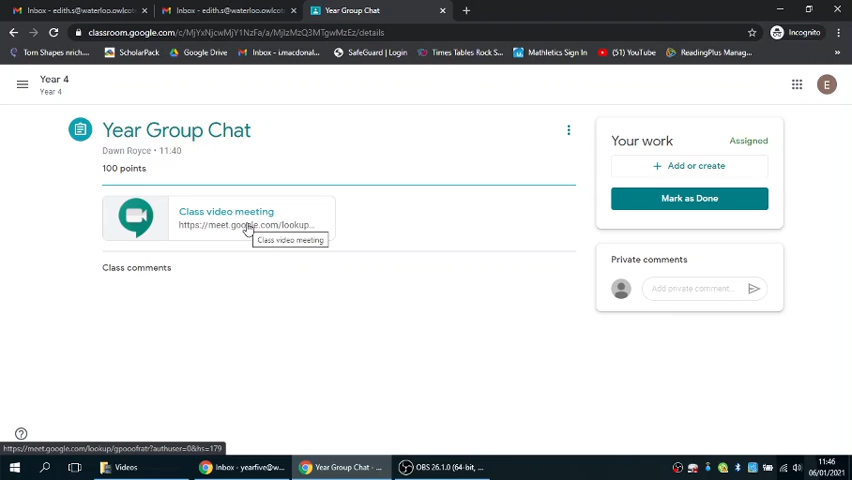 Inbox - edith.s@waterloo.owlcot
Inbox - edith.s@waterloo.owlcot
Year Group Chat
classroom.google.com/c/MjYxNjcwMjY1NzFa/a/MjIzMzQ3MTgwMzEz/details
Incognito
Torn Shapes nrich...
ScholarPack
Google Drive
Inbox - i.macdonal...
SafeGuard | Login
Times Tables Rock S...
Mathletics Sign In
(51) YouTube
ReadingPlus Manag...
Year 4
Year 4
E
Year Group Chat
Dawn Royce • 11:40
100 points
Class video meeting
https://meet.google.com/lookup...
Class video meeting
Class comments
Your work Assigned
+ Add or create
Mark as Done
Private comments
Add private comment...
https://meet.google.com/lookup/gpooofratr?authuser=0&hs=179
Videos
Inbox - yearfive@w...
Year Group Chat - ...
OBS 26.1.0 (64-bit, ...
11:46
06/01/2021